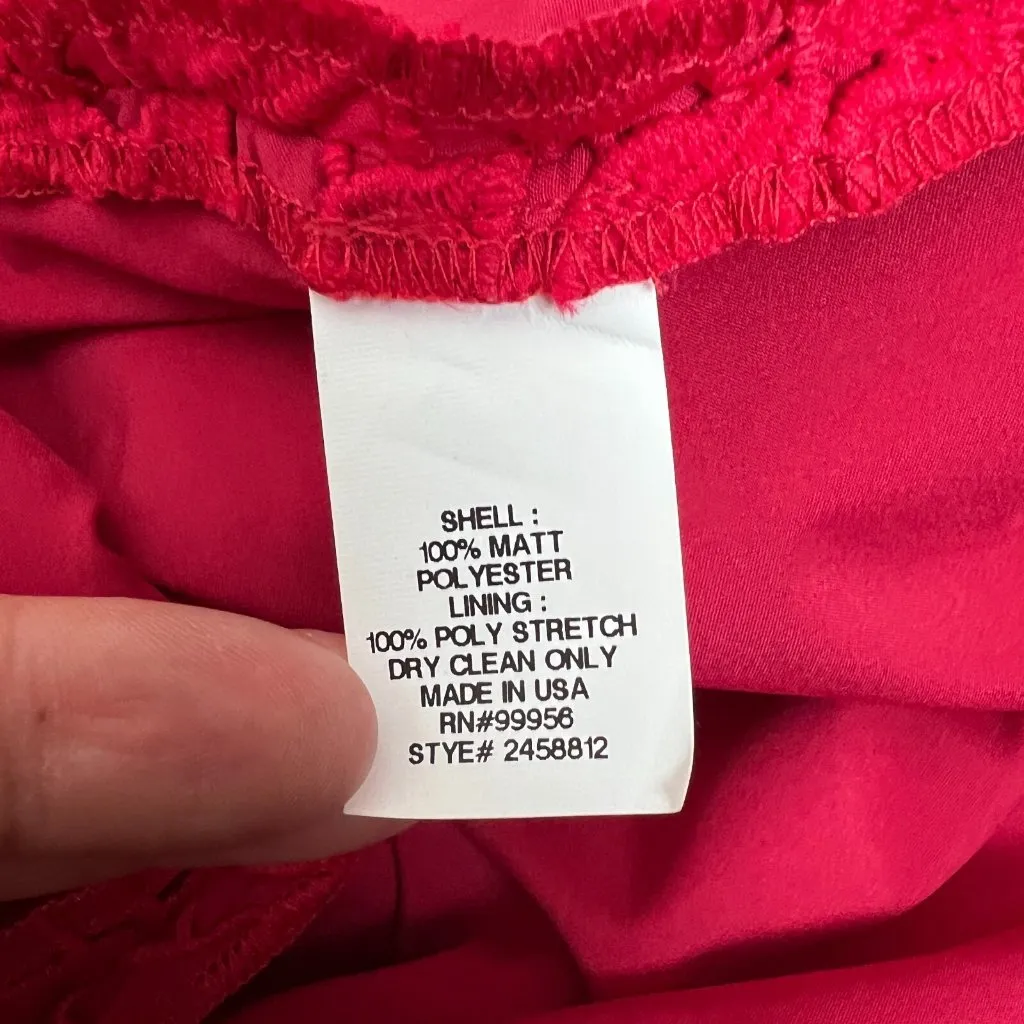 SHELL :
100% MATT
POLYESTER
LINING :
100% POLY STRETCH
DRY CLEAN ONLY
MADE IN USA
RN#99956
STYE# 2458812